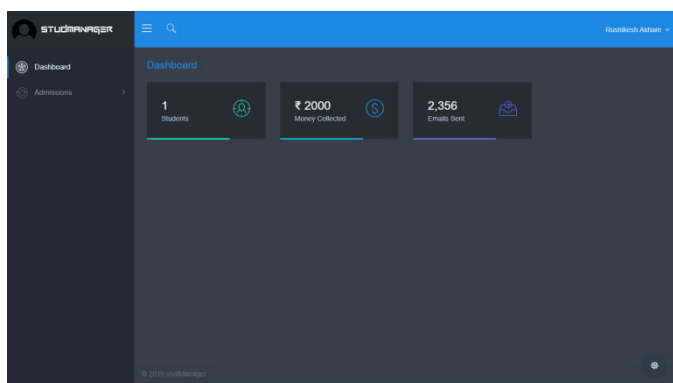 STUDMANAGER
Rushikesh Akhare
Dashboard
Admissions
Dashboard
1
Students
₹ 2000
Money Collected
2,356
Emails Sent
© 2019 studManager